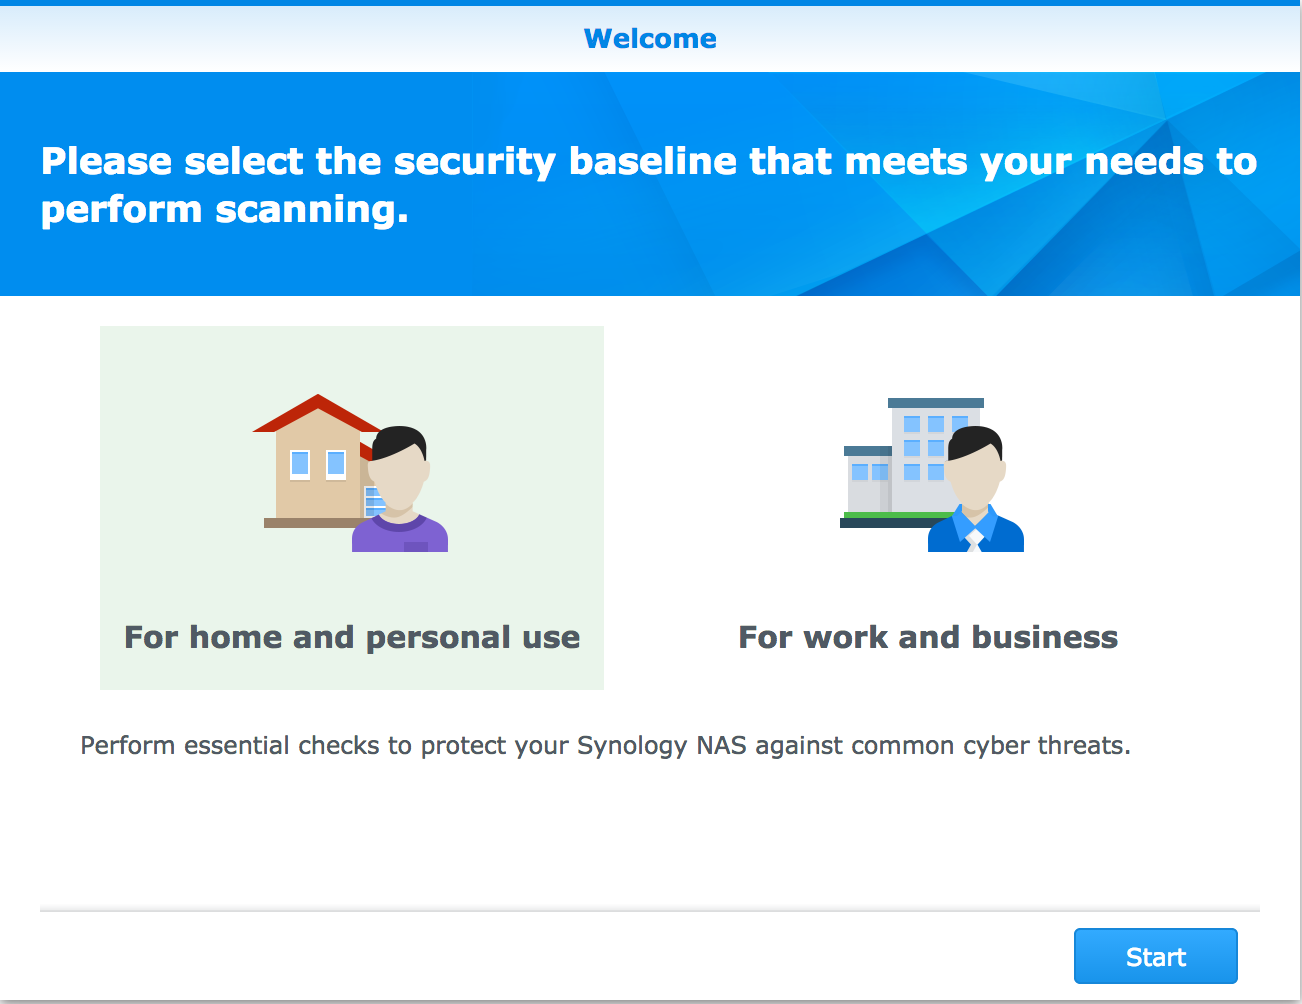 Welcome
Please select the security baseline that meets your needs to
perform scanning.
For home and personal use
For work and business
Perform essential checks to protect your Synology NAS against common cyber threats.
Start